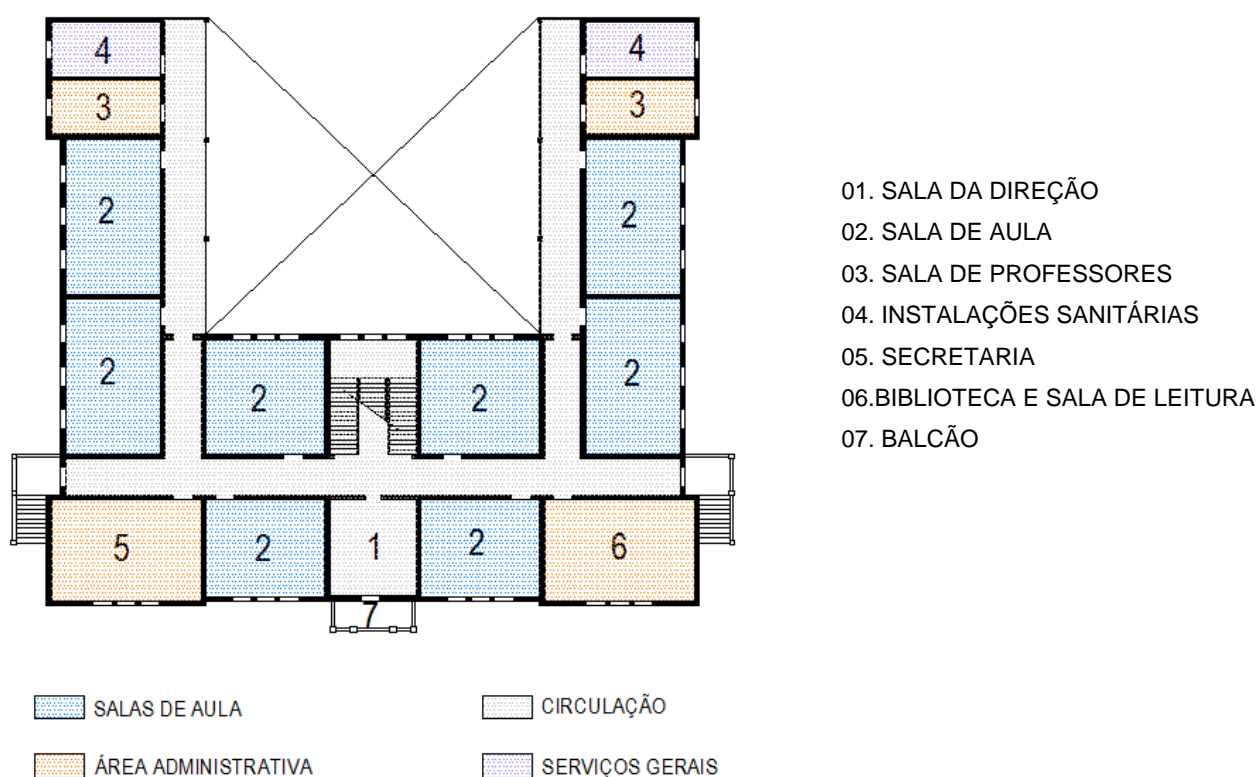 4 4
3 3
2 2
2 2 2 2
5 2 1 2 6
7
01. SALA DA DIREÇÃO
02. SALA DE AULA
03. SALA DE PROFESSORES
04. INSTALAÇÕES SANITÁRIAS
05. SECRETARIA
06.BIBLIOTECA E SALA DE LEITURA
07. BALCÃO
SALAS DE AULA
CIRCULAÇÃO
ÁREA ADMINISTRATIVA
SERVIÇOS GERAIS